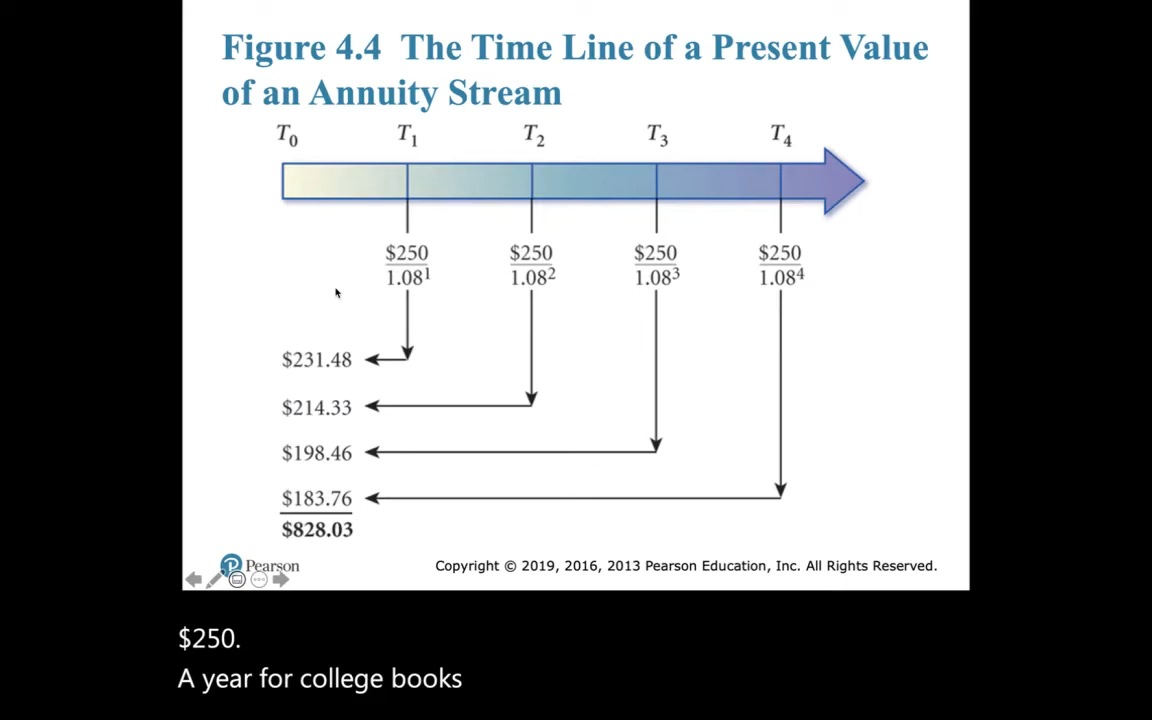 Figure 4.4 The Time Line of a Present Value
of an Annuity Stream
T₀ T₁ T₂ T₃ T₄
$250 $250 $250 $250
1.08¹ 1.08² 1.08³ 1.08⁴
$231.48
$214.33
$198.46
$183.76
$828.03
Pearson
Copyright © 2019, 2016, 2013 Pearson Education, Inc. All Rights Reserved.
$250.
A year for college books